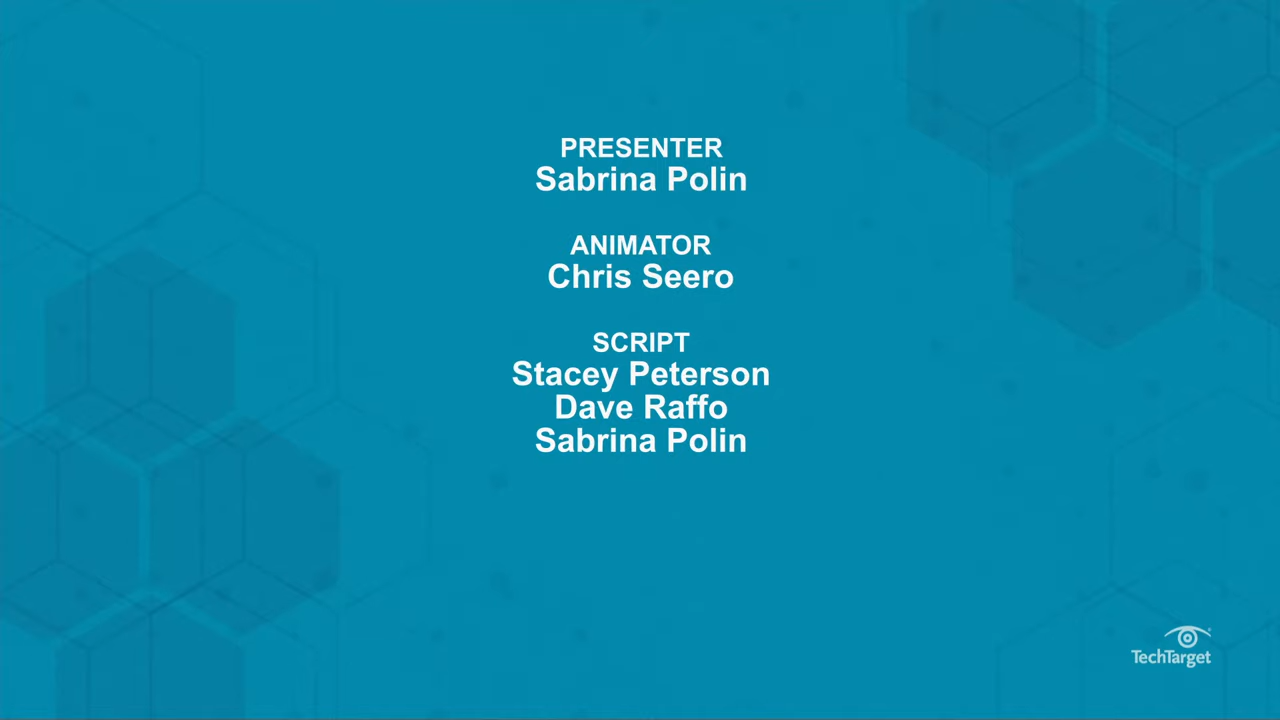 PRESENTER
Sabrina Polin
ANIMATOR
Chris Seero
SCRIPT
Stacey Peterson
Dave Raffo
Sabrina Polin
TechTarget